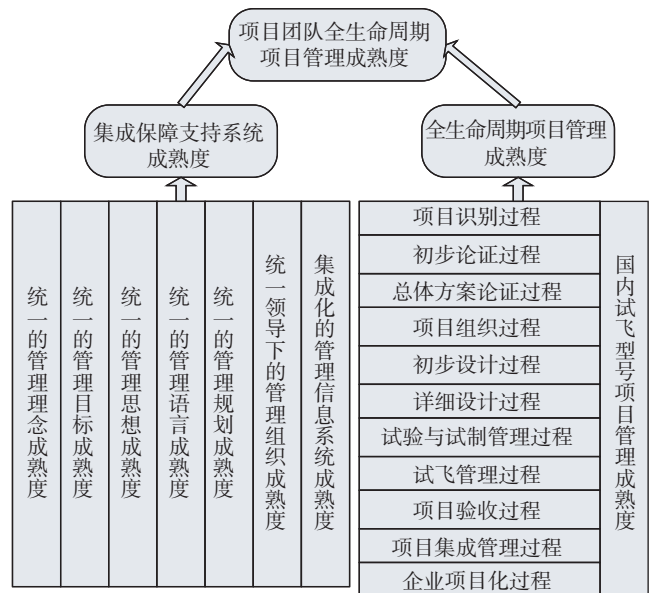 项目团队全生命周期
项目管理成熟度
集成保障支持系统
成熟度
全生命周期项目管理
成熟度
统一的管理理念成熟度
统一的管理目标成熟度
统一的管理思想成熟度
统一的管理语言成熟度
统一的管理规划成熟度
统一领导下的管理组织成熟度
集成化的管理信息系统成熟度
项目识别过程
初步论证过程
总体方案论证过程
项目组织过程
初步设计过程
详细设计过程
试验与试制管理过程
试飞管理过程
项目验收过程
项目集成管理过程
企业项目化过程
国内试飞型号项目管理成熟度